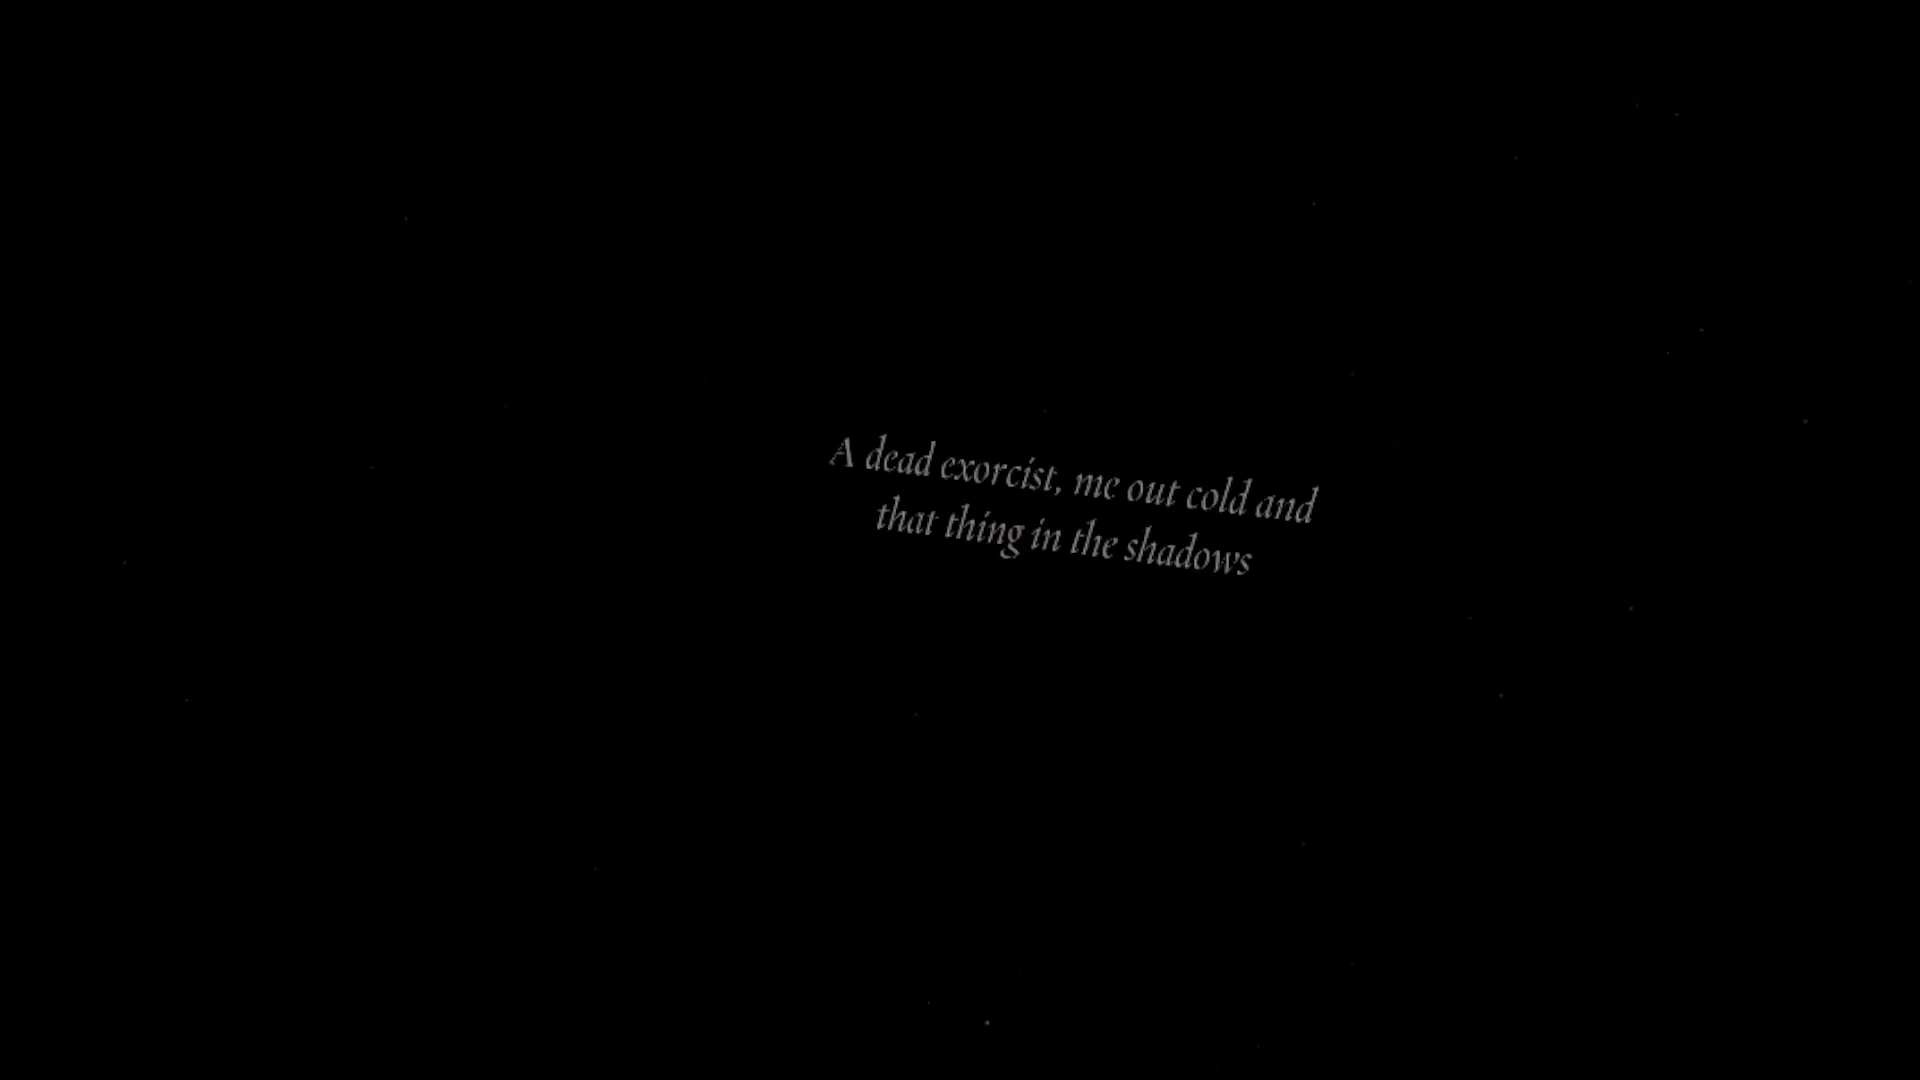 A dead exorcist, me out cold and
that thing in the shadows